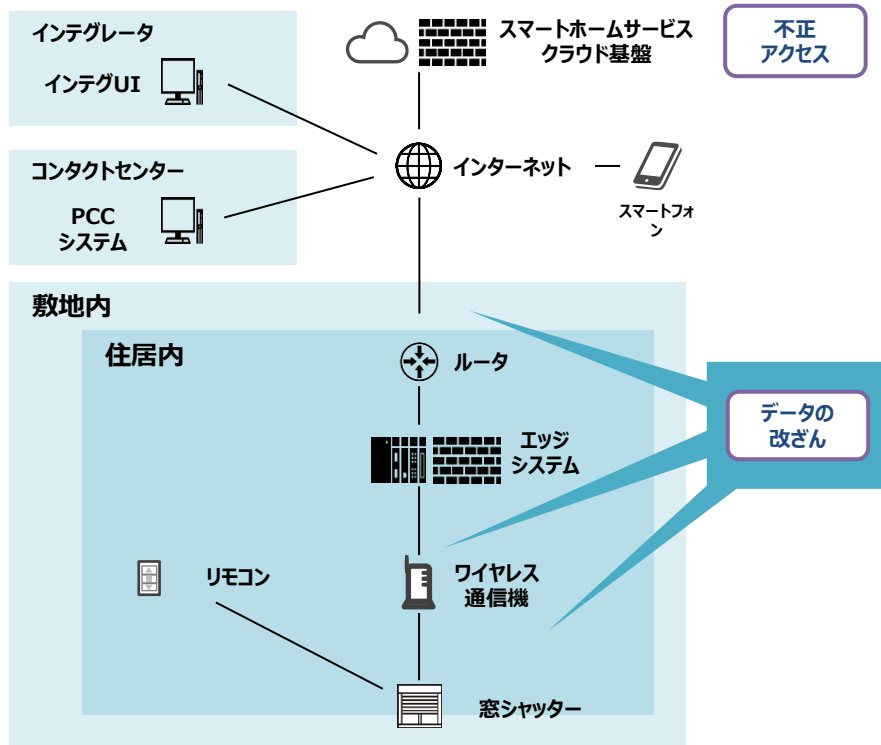 インテグレータ
インテグUI
スマートホームサービス
クラウド基盤
不正
アクセス
コンタクトセンター
PCC
システム
インターネット
スマートフォ
ン
敷地内
住居内
ルータ
データの
改ざん
エッジ
システム
リモコン
ワイヤレス
通信機
窓シャッター